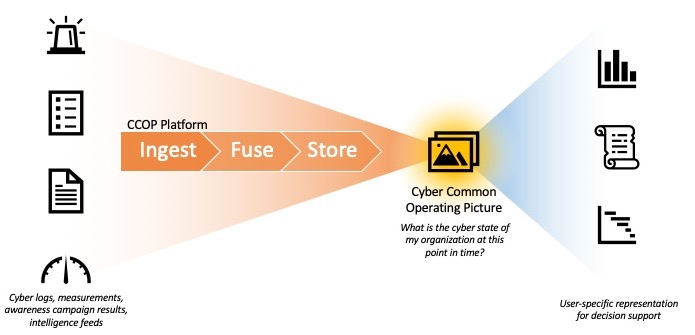 CCOP Platform
Ingest
Fuse
Store
Cyber Common
Operating Picture
What is the cyber state of
my organization at this
point in time?
Cyber logs, measurements,
awareness campaign results,
intelligence feeds
User-specific representation
for decision support